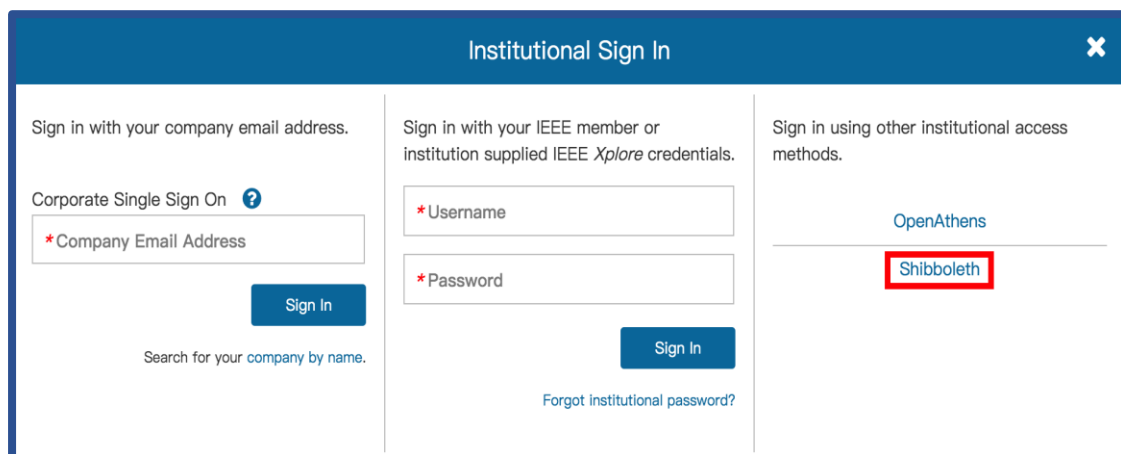 Institutional Sign In
Sign in with your company email address.
Corporate Single Sign On ?
*Company Email Address
Sign In
Search for your company by name.
Sign in with your IEEE member or
institution supplied IEEE Xplore credentials.
*Username
*Password
Sign In
Forgot institutional password?
Sign in using other institutional access
methods.
OpenAthens
Shibboleth